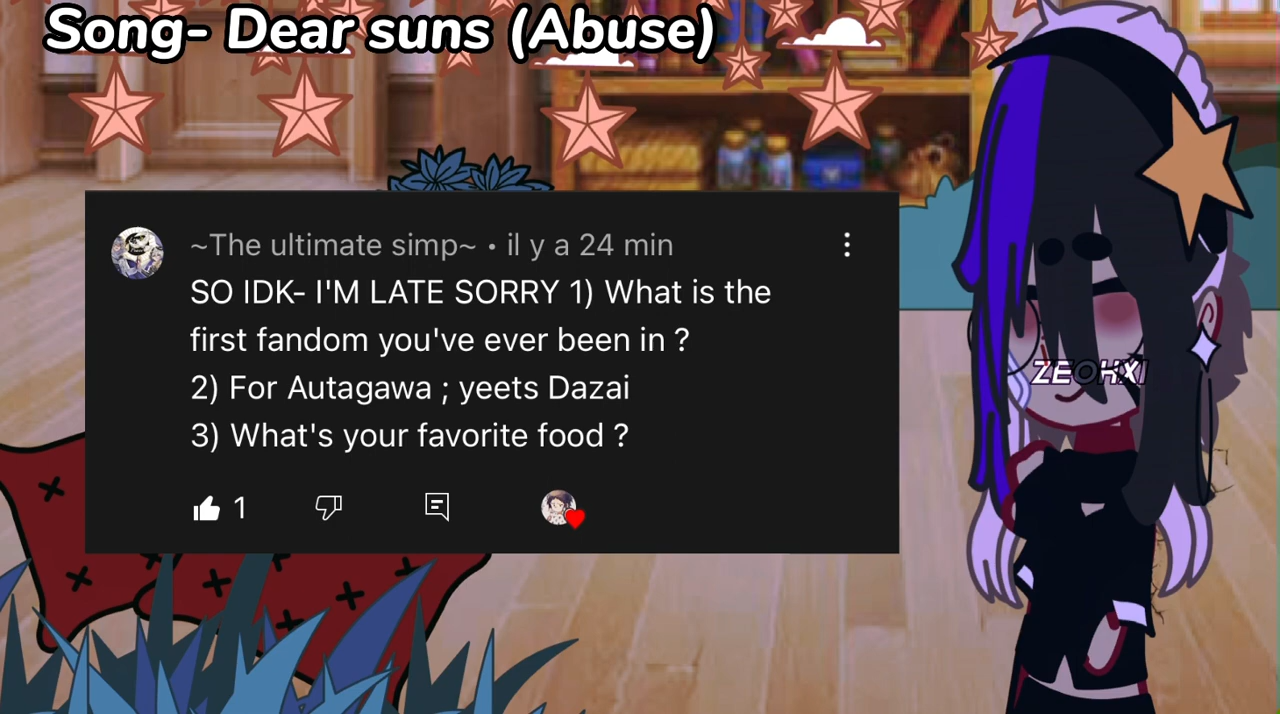 Song- Dear suns (Abuse)
~The ultimate simp~ • il y a 24 min
SO IDK- I'M LATE SORRY 1) What is the
first fandom you've ever been in ?
2) For Autagawa ; yeets Dazai
3) What's your favorite food ?
1
ZEOHXI